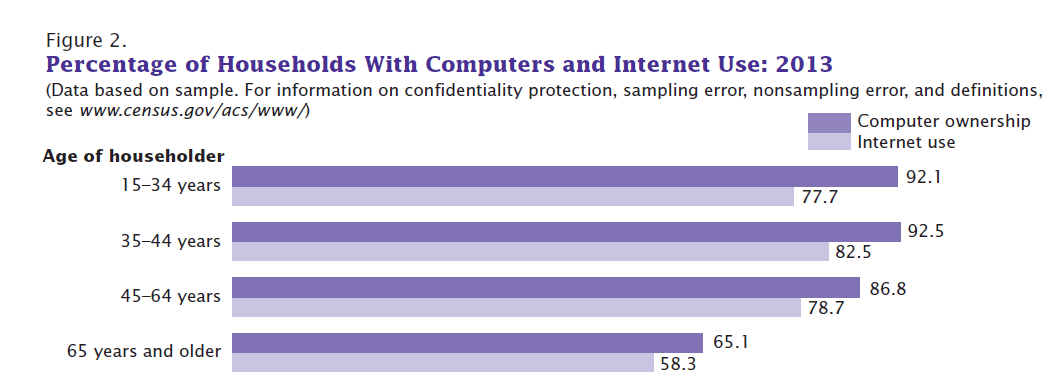 Figure 2.
Percentage of Households With Computers and Internet Use: 2013
(Data based on sample. For information on confidentiality protection, sampling error, nonsampling error, and definitions,
see www.census.gov/acs/www/)
Computer ownership
Internet use
Age of householder
15–34 years
92.1
77.7
35–44 years
92.5
82.5
45–64 years
86.8
78.7
65 years and older
65.1
58.3